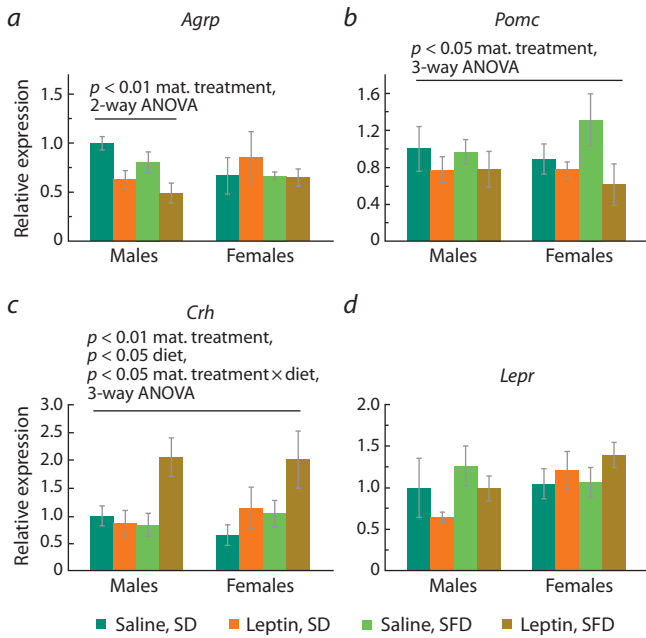 a
Agrp
p < 0.01 mat. treatment,
2-way ANOVA
Relative expression
1.5
1.0
0.5
0
Males
Females
b
Pomc
p < 0.05 mat. treatment,
3-way ANOVA
1.6
1.2
0.8
0.4
0
Males
Females
c
Crh
p < 0.01 mat. treatment,
p < 0.05 diet,
p < 0.05 mat. treatment × diet,
3-way ANOVA
Relative expression
3.0
2.5
2.0
1.5
1.0
0.5
0
Males
Females
d
Lepr
2.0
1.5
1.0
0.5
0
Males
Females
Saline, SD
Leptin, SD
Saline, SFD
Leptin, SFD